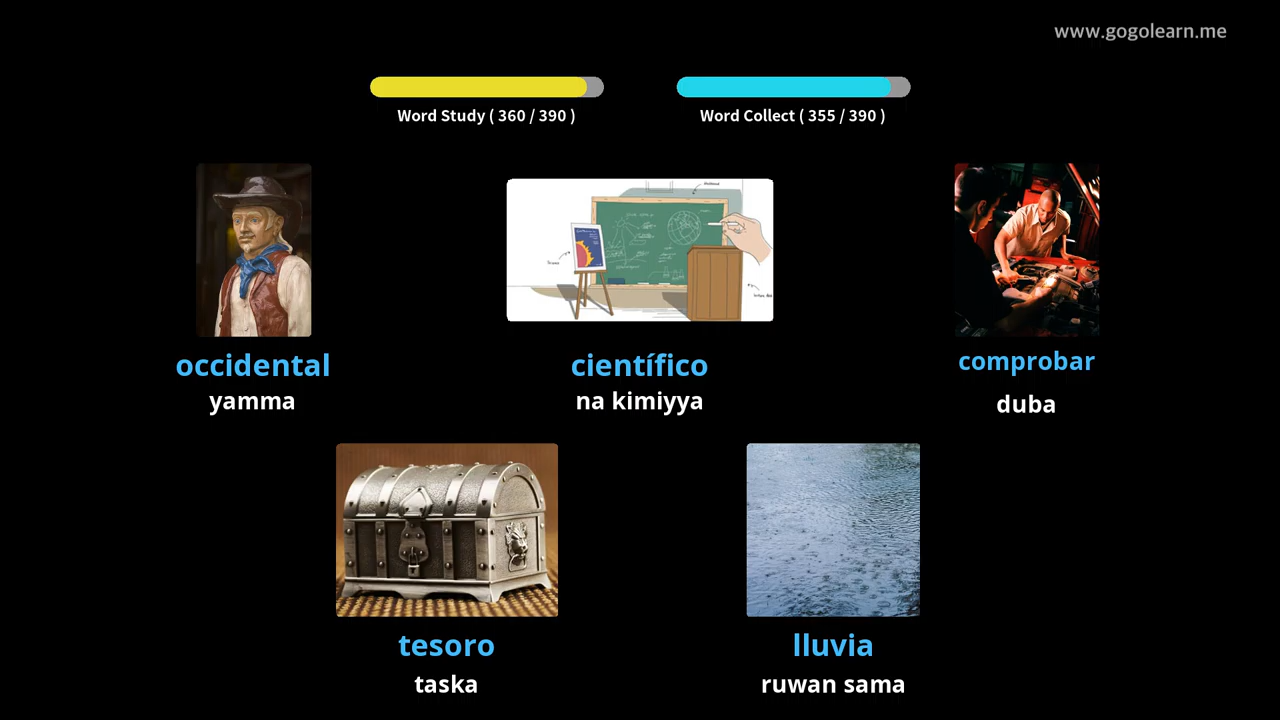 www.gogolearn.me
Word Study ( 360 / 390 )
Word Collect ( 355 / 390 )
occidental
yamma
científico
na kimiyya
comprobar
duba
tesoro
taska
lluvia
ruwan sama